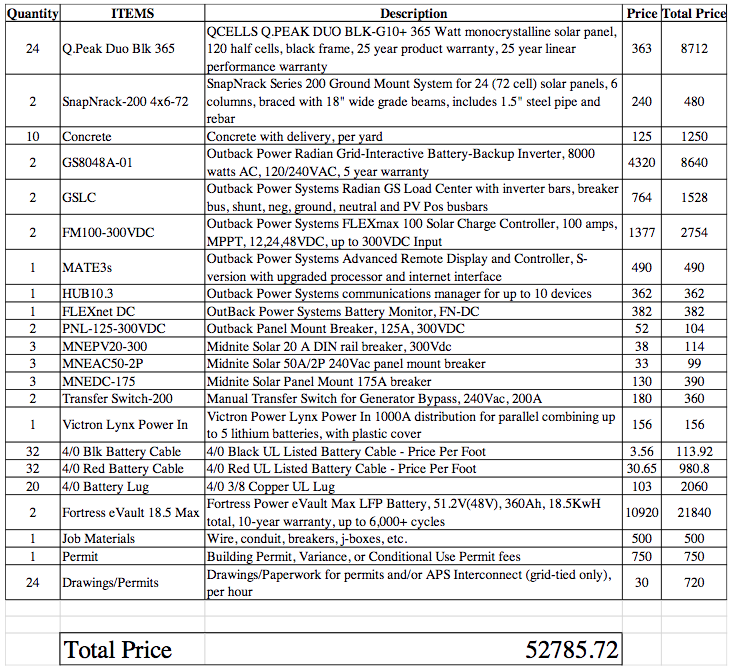 Quantity ITEMS Description Price Total Price
24 Q.Peak Duo Blk 365 QCELLS Q.PEAK DUO BLK-G10+ 365 Watt monocrystalline solar panel,
120 half cells, black frame, 25 year product warranty, 25 year linear
performance warranty 363 8712
2 SnapNrack-200 4x6-72 SnapNrack Series 200 Ground Mount System for 24 (72 cell) solar panels, 6
columns, braced with 18" wide grade beams, includes 1.5" steel pipe and
rebar 240 480
10 Concrete Concrete with delivery, per yard 125 1250
2 GS8048A-01 Outback Power Radian Grid-Interactive Battery-Backup Inverter, 8000
watts AC, 120/240VAC, 5 year warranty 4320 8640
2 GSLC Outback Power Systems Radian GS Load Center with inverter bars, breaker
bus, shunt, neg, ground, neutral and PV Pos busbars 764 1528
2 FM100-300VDC Outback Power Systems FLEXmax 100 Solar Charge Controller, 100 amps,
MPPT, 12,24,48VDC, up to 300VDC Input 1377 2754
1 MATE3s Outback Power Systems Advanced Remote Display and Controller, S-
version with upgraded processor and internet interface 490 490
1 HUB10.3 Outback Power Systems communications manager for up to 10 devices 362 362
1 FLEXnet DC OutBack Power Systems Battery Monitor, FN-DC 382 382
2 PNL-125-300VDC Outback Panel Mount Breaker, 125A, 300VDC 52 104
3 MNEPV20-300 Midnite Solar 20 A DIN rail breaker, 300Vdc 38 114
3 MNEAC50-2P Midnite Solar 50A/2P 240Vac panel mount breaker 33 99
3 MNEDC-175 Midnite Solar Panel Mount 175A breaker 130 390
2 Transfer Switch-200 Manual Transfer Switch for Generator Bypass, 240Vac, 200A 180 360
1 Victron Lynx Power In Victron Power Lynx Power In 1000A distribution for parallel combining up
to 5 lithium batteries, with plastic cover 156 156
32 4/0 Blk Battery Cable 4/0 Black UL Listed Battery Cable - Price Per Foot 3.56 113.92
32 4/0 Red Battery Cable 4/0 Red UL Listed Battery Cable - Price Per Foot 30.65 980.8
20 4/0 Battery Lug 4/0 3/8 Copper UL Lug 103 2060
2 Fortress eVault 18.5 Max Fortress Power eVault Max LFP Battery, 51.2V(48V), 360Ah, 18.5KwH
total, 10-year warranty, up to 6,000+ cycles 10920 21840
1 Job Materials Wire, conduit, breakers, j-boxes, etc. 500 500
1 Permit Building Permit, Variance, or Conditional Use Permit fees 750 750
24 Drawings/Permits Drawings/Paperwork for permits and/or APS Interconnect (grid-tied only),
per hour 30 720
Total Price 52785.72